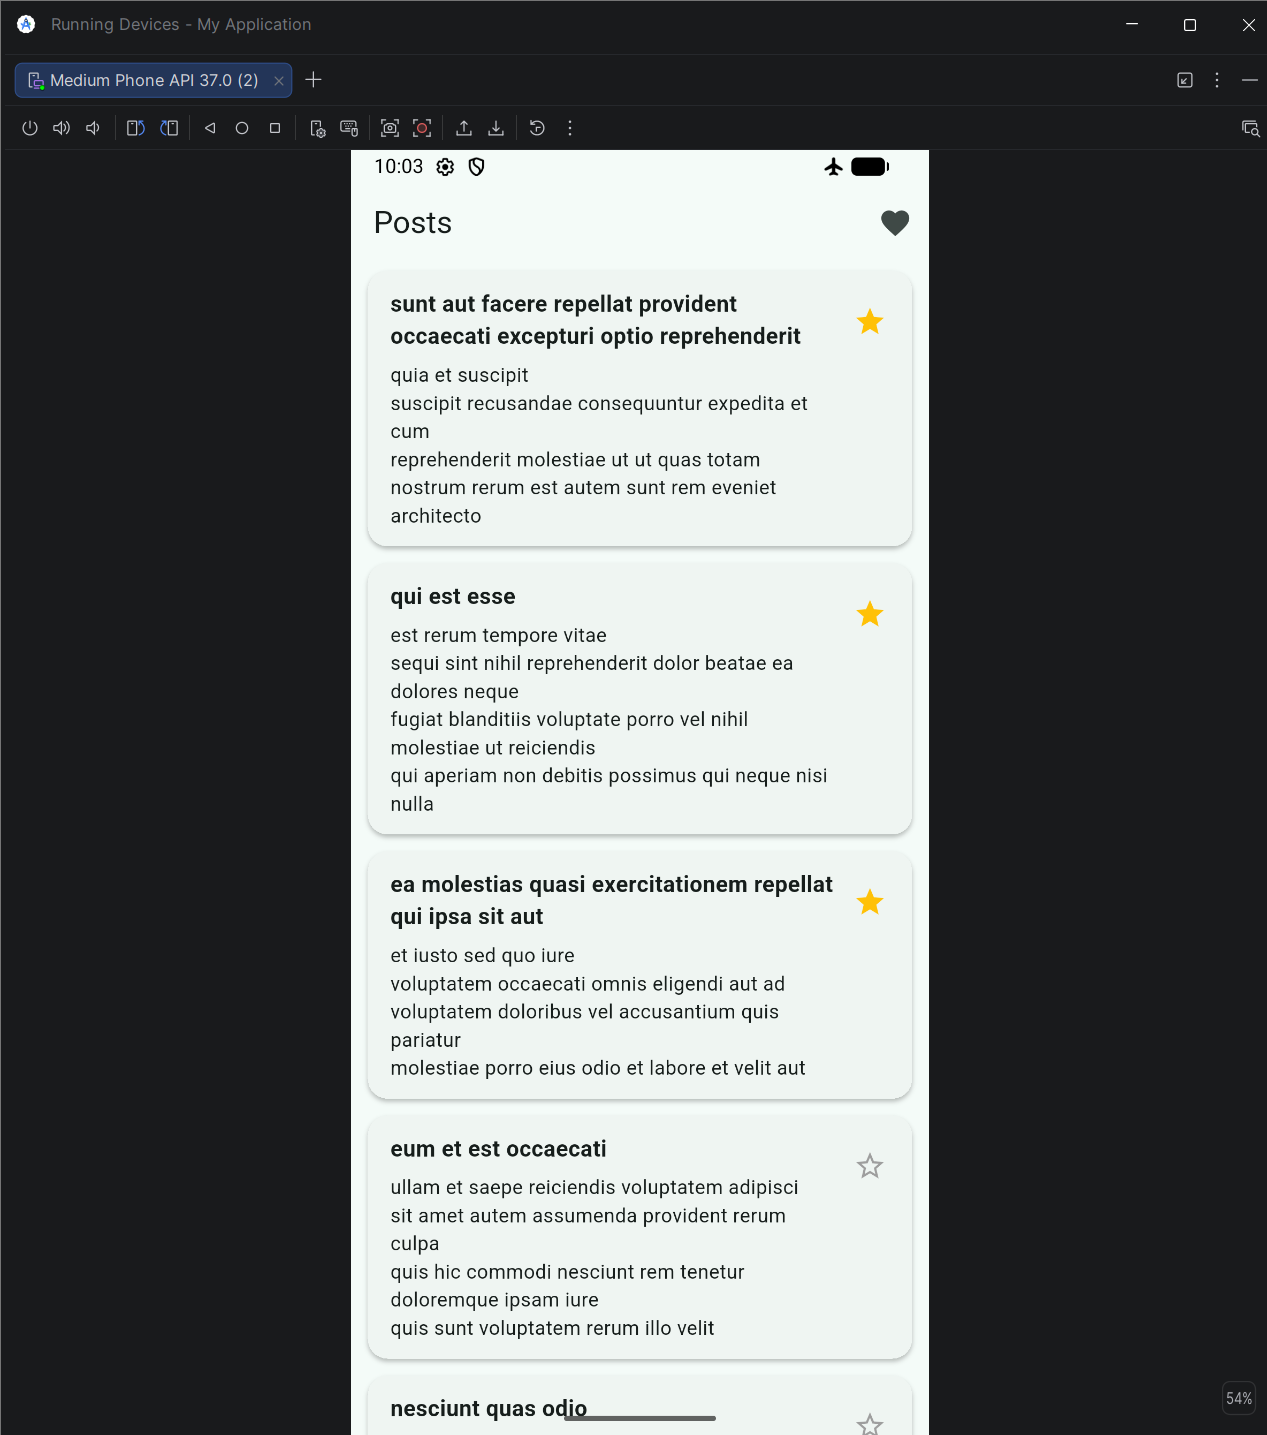 Running Devices - My Application
Medium Phone API 37.0 (2)
10:03
Posts
sunt aut facere repellat provident
occaecati excepturi optio reprehenderit
quia et suscipit
suscipit recusandae consequuntur expedita et
cum
reprehenderit molestiae ut ut quas totam
nostrum rerum est autem sunt rem eveniet
architecto
qui est esse
est rerum tempore vitae
sequi sint nihil reprehenderit dolor beatae ea
dolores neque
fugiat blanditiis voluptate porro vel nihil
molestiae ut reiciendis
qui aperiam non debitis possimus qui neque nisi
nulla
ea molestias quasi exercitationem repellat
qui ipsa sit aut
et iusto sed quo iure
voluptatem occaecati omnis eligendi aut ad
voluptatem doloribus vel accusantium quis
pariatur
molestiae porro eius odio et labore et velit aut
eum et est occaecati
ullam et saepe reiciendis voluptatem adipisci
sit amet autem assumenda provident rerum
culpa
quis hic commodi nesciunt rem tenetur
doloremque ipsam iure
quis sunt voluptatem rerum illo velit
nesciunt quas odio
54%